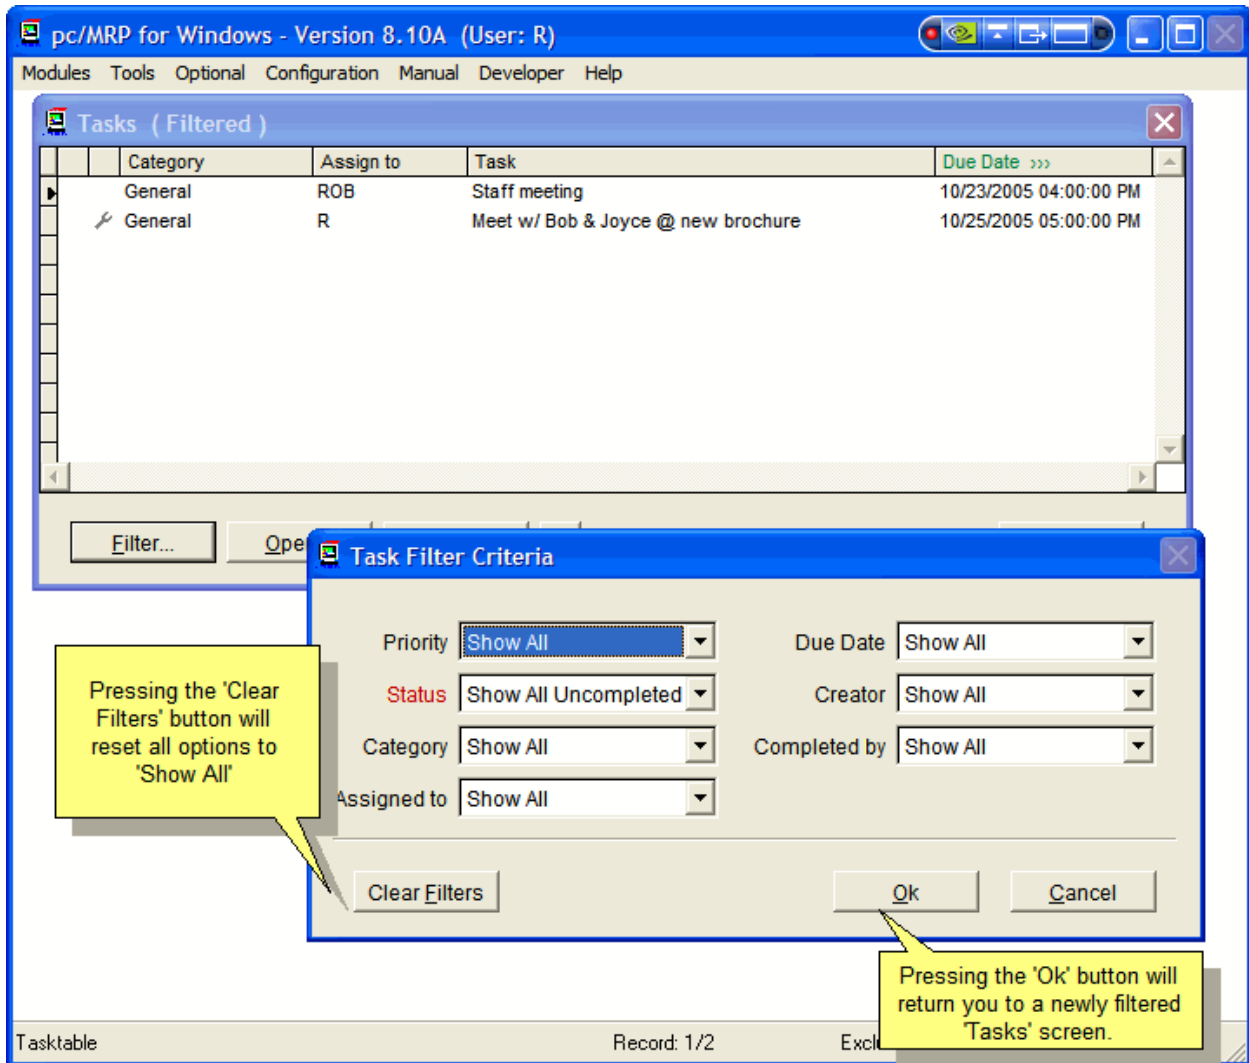 pc/MRP for Windows - Version 8.10A (User: R)
Modules Tools Optional Configuration Manual Developer Help
Tasks ( Filtered )
Category Assign to Task Due Date >>>
General ROB Staff meeting 10/23/2005 04:00:00 PM
General R Meet w/ Bob & Joyce @ new brochure 10/25/2005 05:00:00 PM
Filter... Ope
Task Filter Criteria
Priority Show All Due Date Show All
Status Show All Uncompleted Creator Show All
Category Show All Completed by Show All
Assigned to Show All
Clear Filters Ok Cancel
Pressing the 'Clear
Filters' button will
reset all options to
'Show All'
Pressing the 'Ok' button will
return you to a newly filtered
'Tasks' screen.
Tasktable Record: 1/2 Exclu